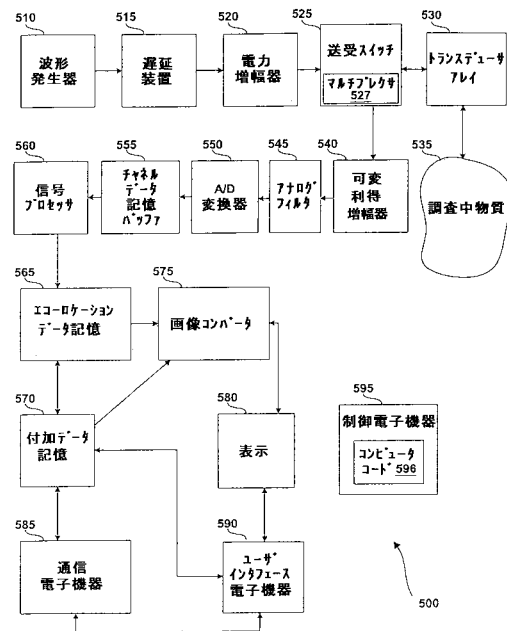 510
波形
発生器
515
遅延
装置
520
電力
増幅器
525
送受スイッチ
マルチプレクサ
527
530
トランスデューサ
アレイ
560
信号
プロセッサ
555
チャネル
データ
記憶
バッファ
550
A/D
変換器
545
アナログ
フィルタ
540
可変
利得
増幅器
535
調査中物質
565
エコーロケーション
データ記憶
575
画像コンバータ
570
付加データ
記憶
580
表示
595
制御電子機器
コンピュータ
コード 596
585
通信
電子機器
590
ユーザ
インタフェース
電子機器
500